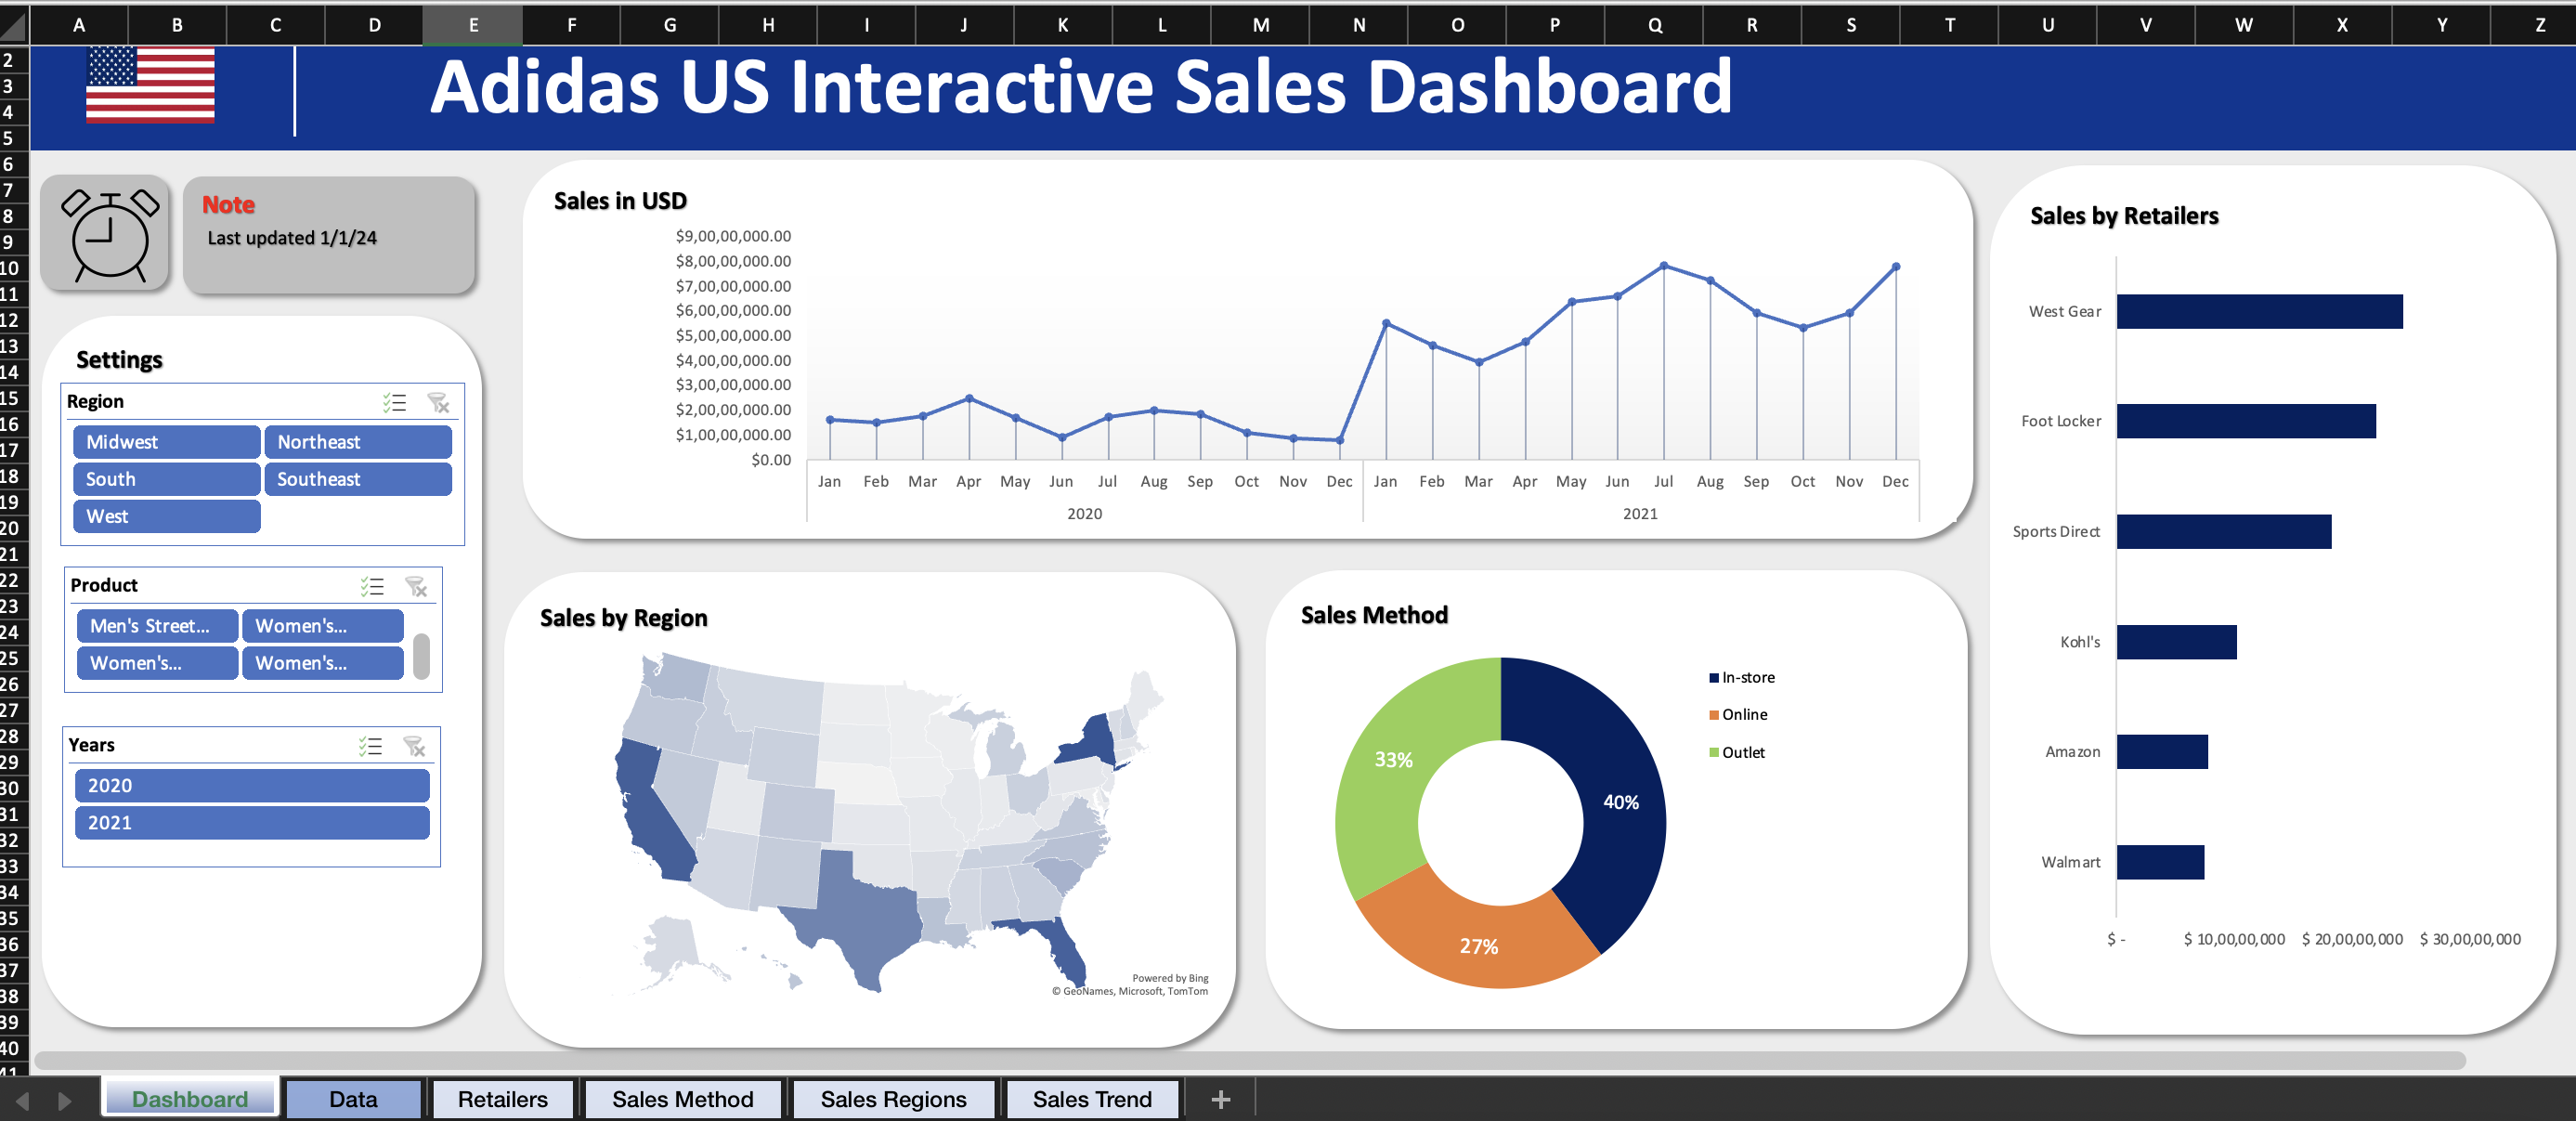 A B C D E F G H I J K L M N O P Q R S T U V W X Y Z
2
3
4
5
6
7
8
9
10
11
12
13
14
15
16
17
18
19
20
21
22
23
24
25
26
27
28
29
30
31
32
33
34
35
36
37
38
39
40
41
Adidas US Interactive Sales Dashboard
Note
Last updated 1/1/24
Settings
Region
Midwest Northeast
South Southeast
West
Product
Men's Street... Women's...
Women's... Women's...
Years
2020
2021
Sales in USD
$9,00,00,000.00
$8,00,00,000.00
$7,00,00,000.00
$6,00,00,000.00
$5,00,00,000.00
$4,00,00,000.00
$3,00,00,000.00
$2,00,00,000.00
$1,00,00,000.00
$0.00
Jan Feb Mar Apr May Jun Jul Aug Sep Oct Nov Dec Jan Feb Mar Apr May Jun Jul Aug Sep Oct Nov Dec
2020 2021
Sales by Region
Powered by Bing
© GeoNames, Microsoft, TomTom
Sales Method
In-store
Online
Outlet
33%
40%
27%
Sales by Retailers
West Gear
Foot Locker
Sports Direct
Kohl's
Amazon
Walmart
$ - $ 10,00,00,000 $ 20,00,00,000 $ 30,00,00,000
Dashboard Data Retailers Sales Method Sales Regions Sales Trend +